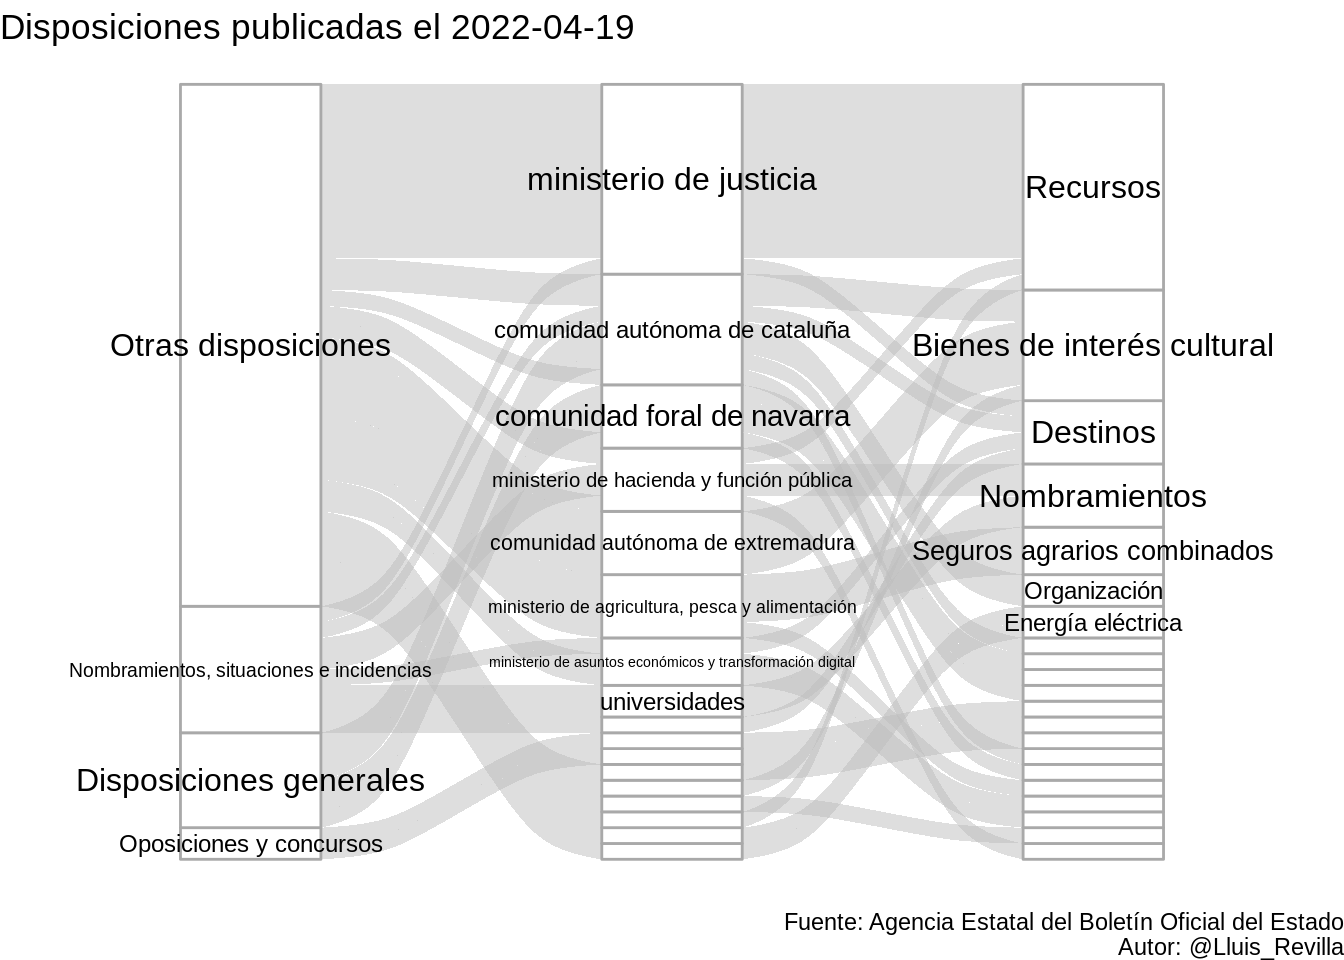 Disposiciones publicadas el 2022-04-19
Otras disposiciones
Nombramientos, situaciones e incidencias
Disposiciones generales
Oposiciones y concursos
ministerio de justicia
comunidad autónoma de cataluña
comunidad foral de navarra
ministerio de hacienda y función pública
comunidad autónoma de extremadura
ministerio de agricultura, pesca y alimentación
ministerio de asuntos económicos y transformación digital
universidades
Recursos
Bienes de interés cultural
Destinos
Nombramientos
Seguros agrarios combinados
Organización
Energía eléctrica
Fuente: Agencia Estatal del Boletín Oficial del Estado
Autor: @Lluis_Revilla